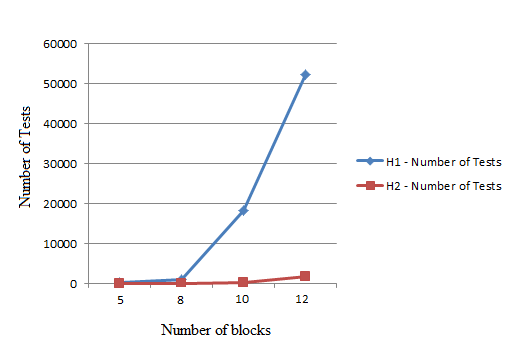 60000
50000
40000
30000
20000
10000
0
Number of Tests
5 8 10 12
Number of blocks
H1 - Number of Tests
H2 - Number of Tests